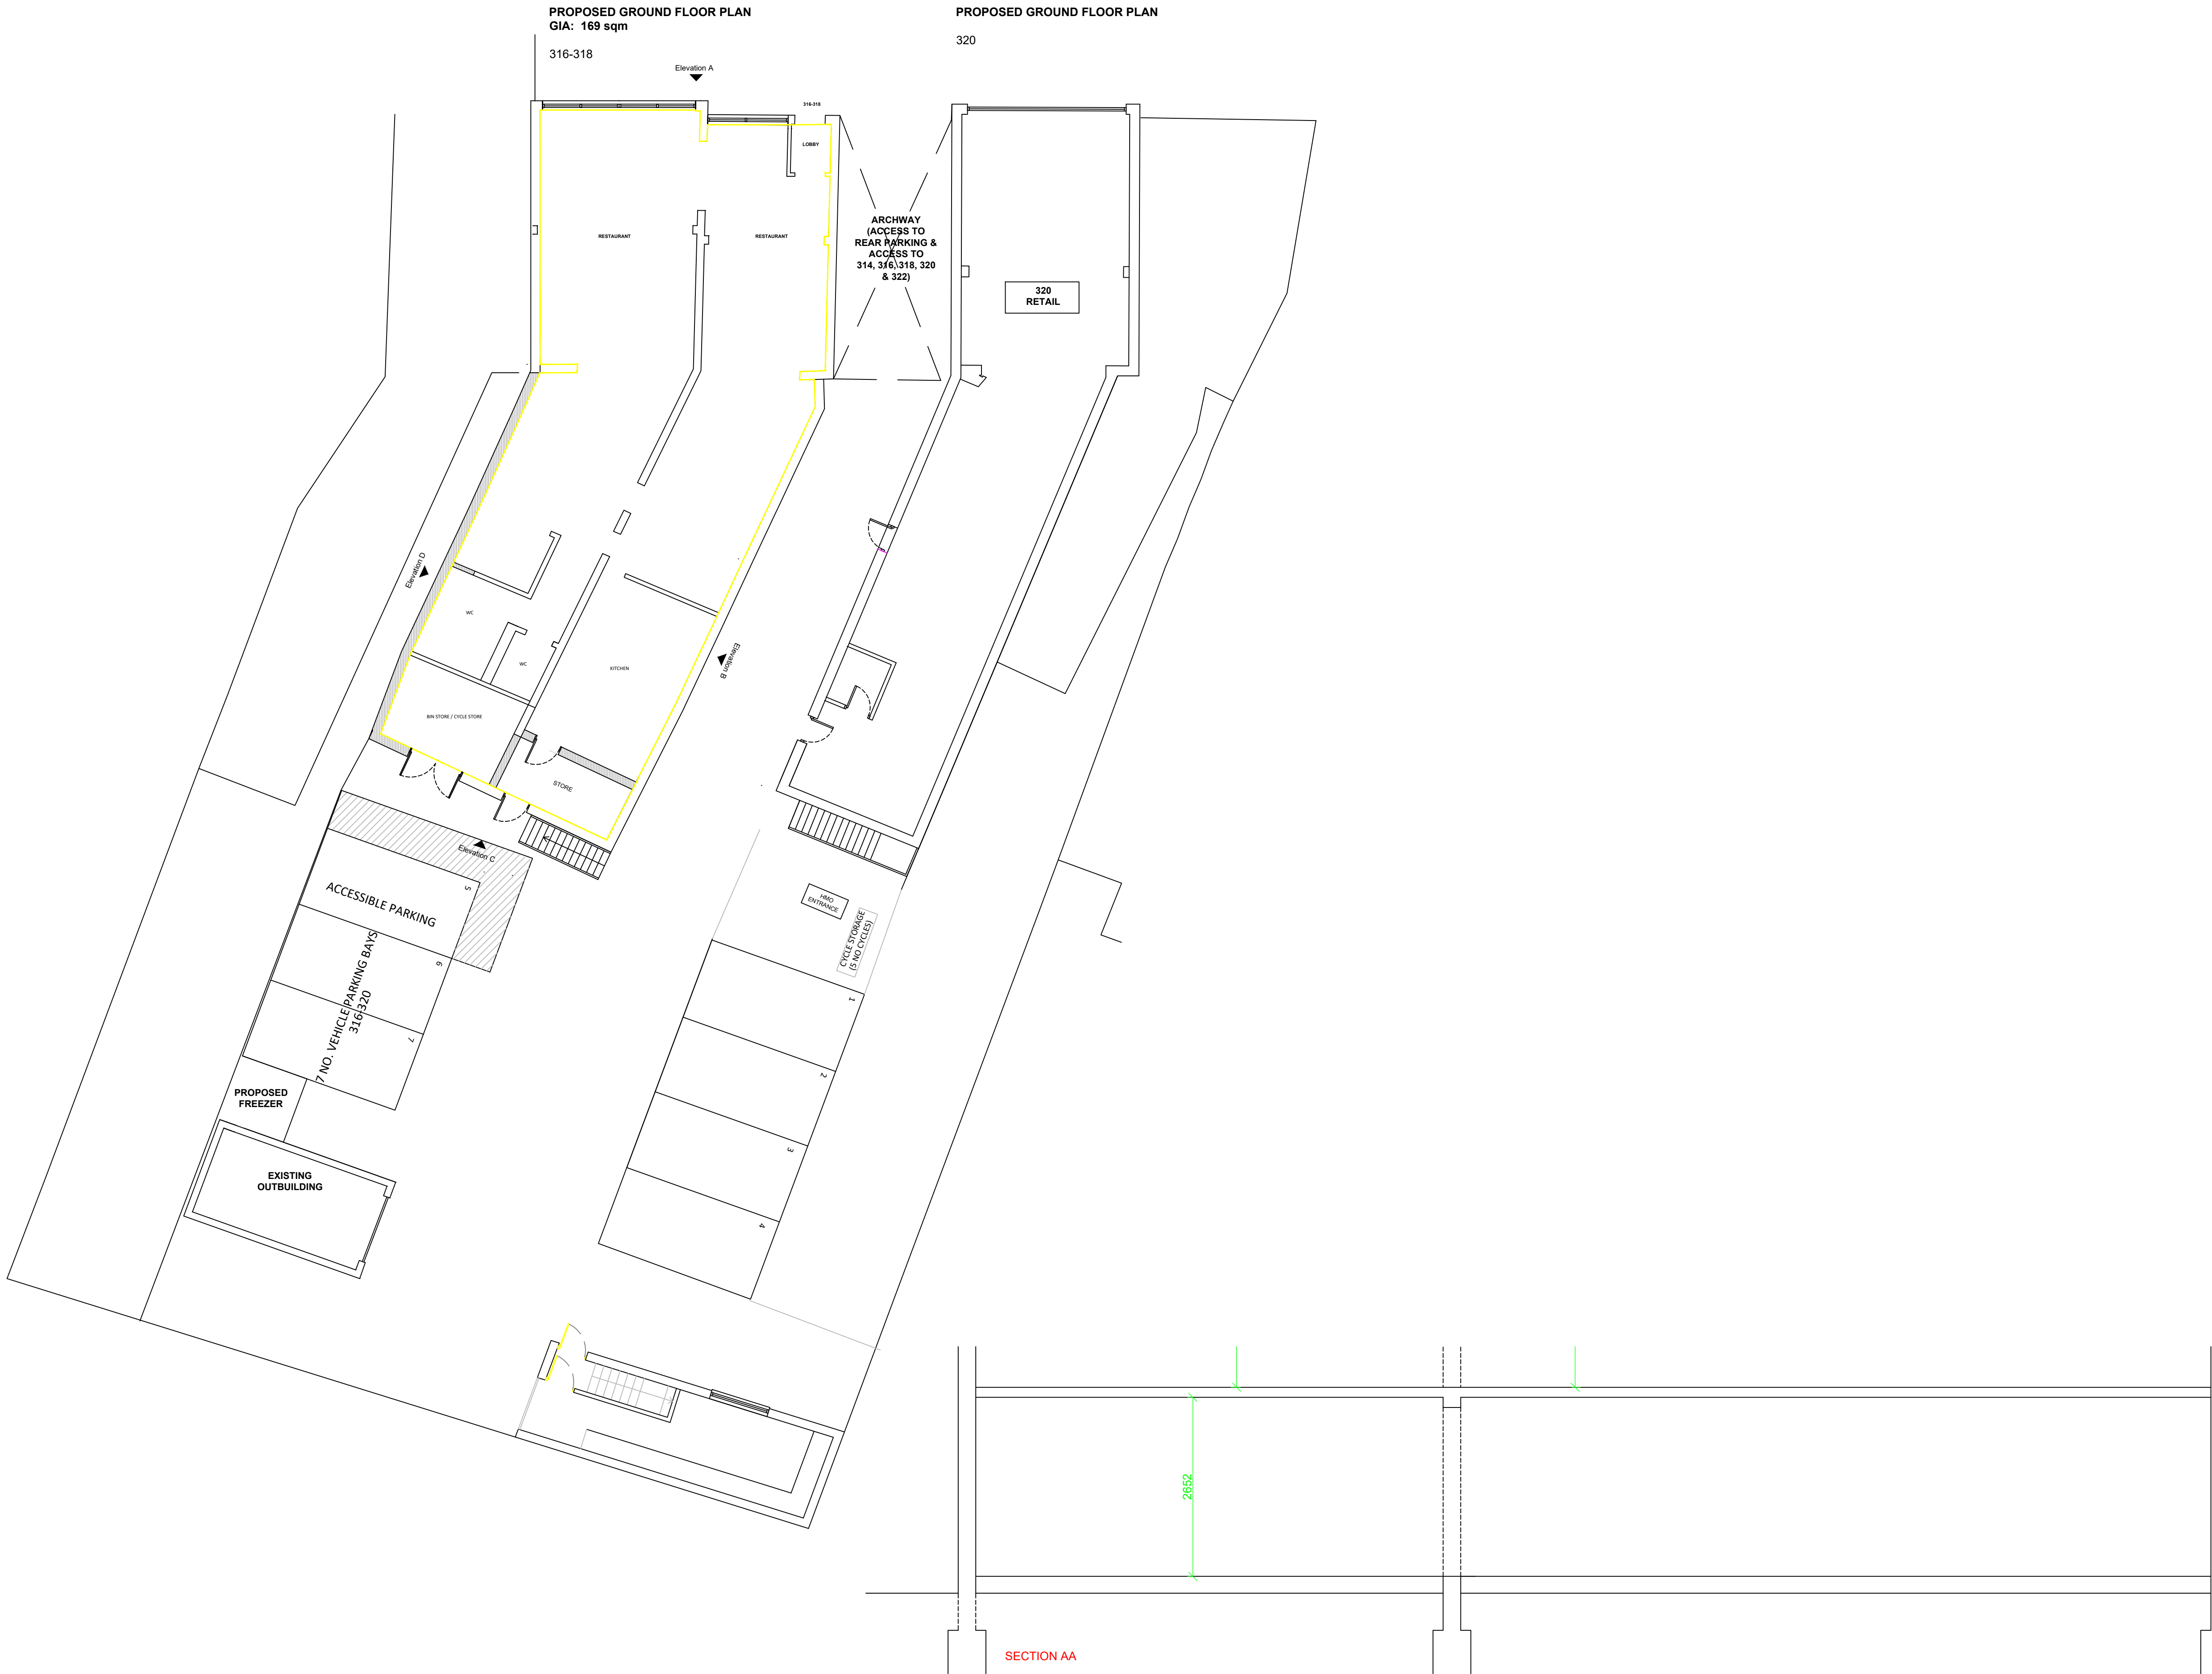 PROPOSED GROUND FLOOR PLAN
GIA: 169 sqm
316-318
PROPOSED GROUND FLOOR PLAN
320
Elevation A
316-318
LOBBY
RESTAURANT
RESTAURANT
ARCHWAY
(ACCESS TO
REAR PARKING &
ACCESS TO
314, 316, 318, 320
& 322)
320
RETAIL
Elevation D
WC
WC
KITCHEN
Elevation B
BIN STORE / CYCLE STORE
STORE
Elevation C
ACCESSIBLE PARKING
5
6
7
7 NO. VEHICLE PARKING BAYS
316-320
HMO
ENTRANCE
CYCLE STORAGE
(5 NO CYCLES)
1
2
3
4
PROPOSED
FREEZER
EXISTING
OUTBUILDING
2652
SECTION AA